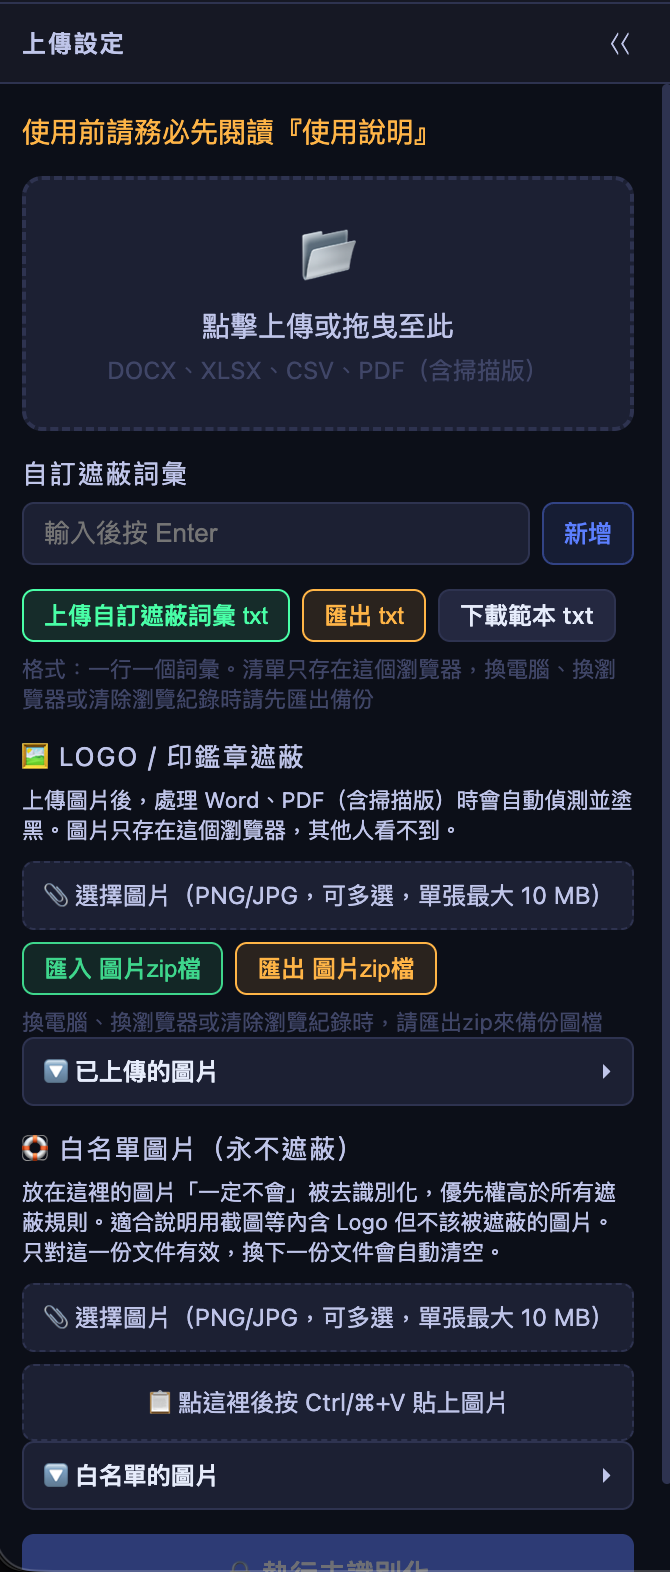 上傳設定
使用前請務必先閱讀『使用說明』
點擊上傳或拖曳至此
DOCX、XLSX、CSV、PDF（含掃描版）
自訂遮蔽詞彙
輸入後按 Enter
新增
上傳自訂遮蔽詞彙 txt
匯出 txt
下載範本 txt
格式：一行一個詞彙。清單只存在這個瀏覽器，換電腦、換瀏
覽器或清除瀏覽紀錄時請先匯出備份
LOGO / 印鑑章遮蔽
上傳圖片後，處理 Word、PDF（含掃描版）時會自動偵測並塗
黑。圖片只存在這個瀏覽器，其他人看不到。
選擇圖片（PNG/JPG，可多選，單張最大 10 MB）
匯入 圖片zip檔
匯出 圖片zip檔
換電腦、換瀏覽器或清除瀏覽紀錄時，請匯出zip來備份圖檔
已上傳的圖片
白名單圖片（永不遮蔽）
放在這裡的圖片「一定不會」被去識別化，優先權高於所有遮
蔽規則。適合說明用截圖等內含 Logo 但不該被遮蔽的圖片。
只對這一份文件有效，換下一份文件會自動清空。
選擇圖片（PNG/JPG，可多選，單張最大 10 MB）
點這裡後按 Ctrl/⌘+V 貼上圖片
白名單的圖片
執行去識別化